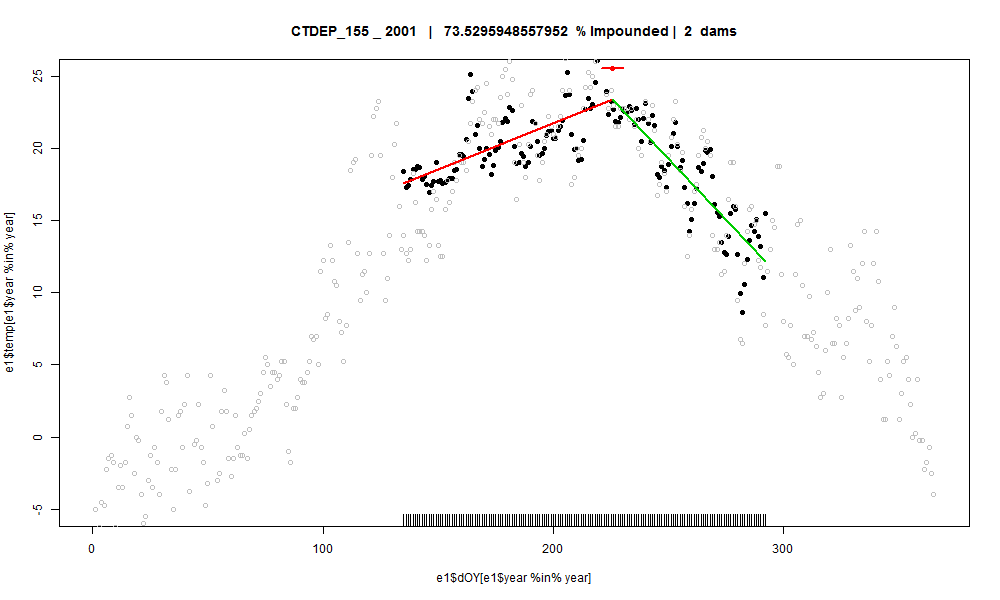 CTDEP_155 _ 2001 | 73.5295948557952 % Impounded | 2 dams
e1$temp[e1$year %in% year]
25
20
15
10
5
0
-5
0 100 200 300
e1$dOY[e1$year %in% year]